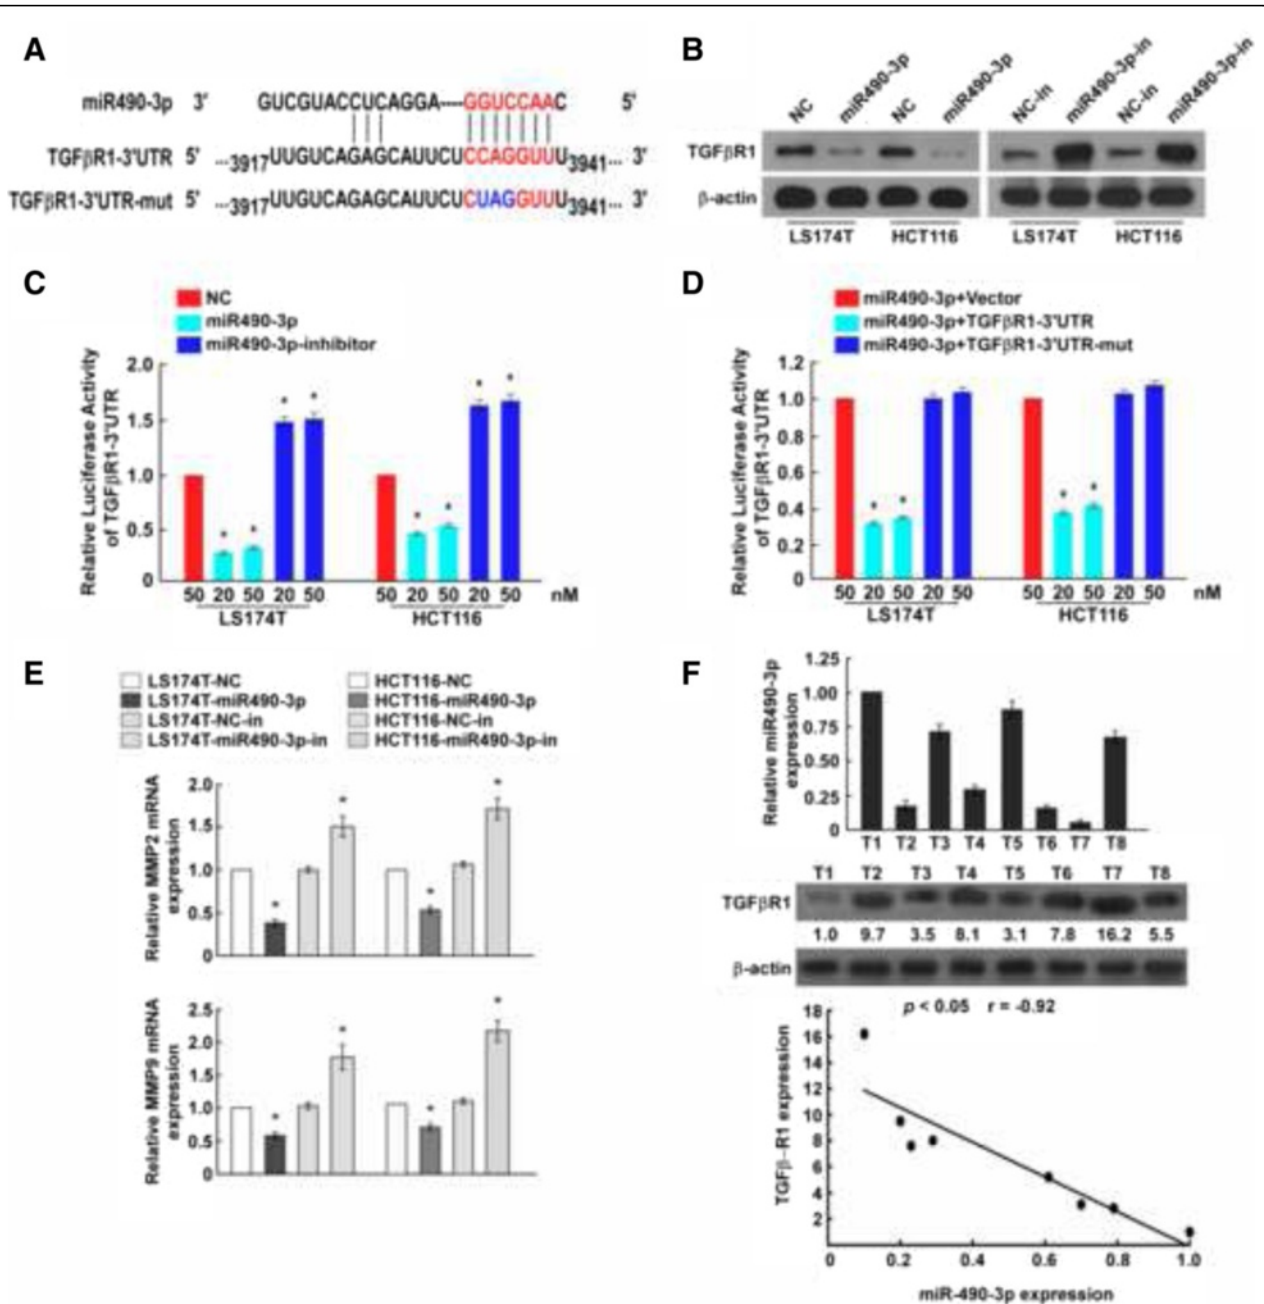 A
miR490-3p 3' GUCGUACCUCAGGA----GGUCCAAC 5'
TGFβR1-3'UTR 5' ...3917UUGUCAGAGCAUUCUCCAGGUUU3941... 3'
TGFβR1-3'UTR-mut 5' ...3917UUGUCAGAGCAUUCUCUAGGUUU3941... 3'
B
NC miR490-3p NC miR490-3p NC-in miR490-3p-in NC-in miR490-3p-in
TGFβR1
β-actin
LS174T HCT116 LS174T HCT116
C
NC
miR490-3p
miR490-3p-inhibitor
Relative Luciferase Activity
of TGFβR1-3'UTR
2.0
1.5
1.0
0.5
0
50 20 50 20 50 50 20 50 20 50 nM
LS174T HCT116
* * * * * * * *
D
miR490-3p+Vector
miR490-3p+TGFβR1-3'UTR
miR490-3p+TGFβR1-3'UTR-mut
Relative Luciferase Activity
of TGFβR1-3'UTR
1.2
1.0
0.8
0.6
0.4
0.2
0
* * * *
50 20 50 20 50 50 20 50 20 50 nM
LS174T HCT116
E
LS174T-NC HCT116-NC
LS174T-miR490-3p HCT116-miR490-3p
LS174T-NC-in HCT116-NC-in
LS174T-miR490-3p-in HCT116-miR490-3p-in
Relative MMP2 mRNA
expression
2.0
1.5
1.0
0.5
0
* * * *
Relative MMP9 mRNA
expression
2.5
2.0
1.5
1.0
0.5
0
* * * *
F
Relative miR490-3p
expression
1.25
1.00
0.75
0.50
0.25
0
T1 T2 T3 T4 T5 T6 T7 T8
T1 T2 T3 T4 T5 T6 T7 T8
TGFβR1
1.0 9.7 3.5 8.1 3.1 7.8 16.2 5.5
β-actin
p < 0.05 r = -0.92
TGFβ-R1 expression
18
16
14
12
10
8
6
4
2
0 0.2 0.4 0.6 0.8 1.0
miR-490-3p expression